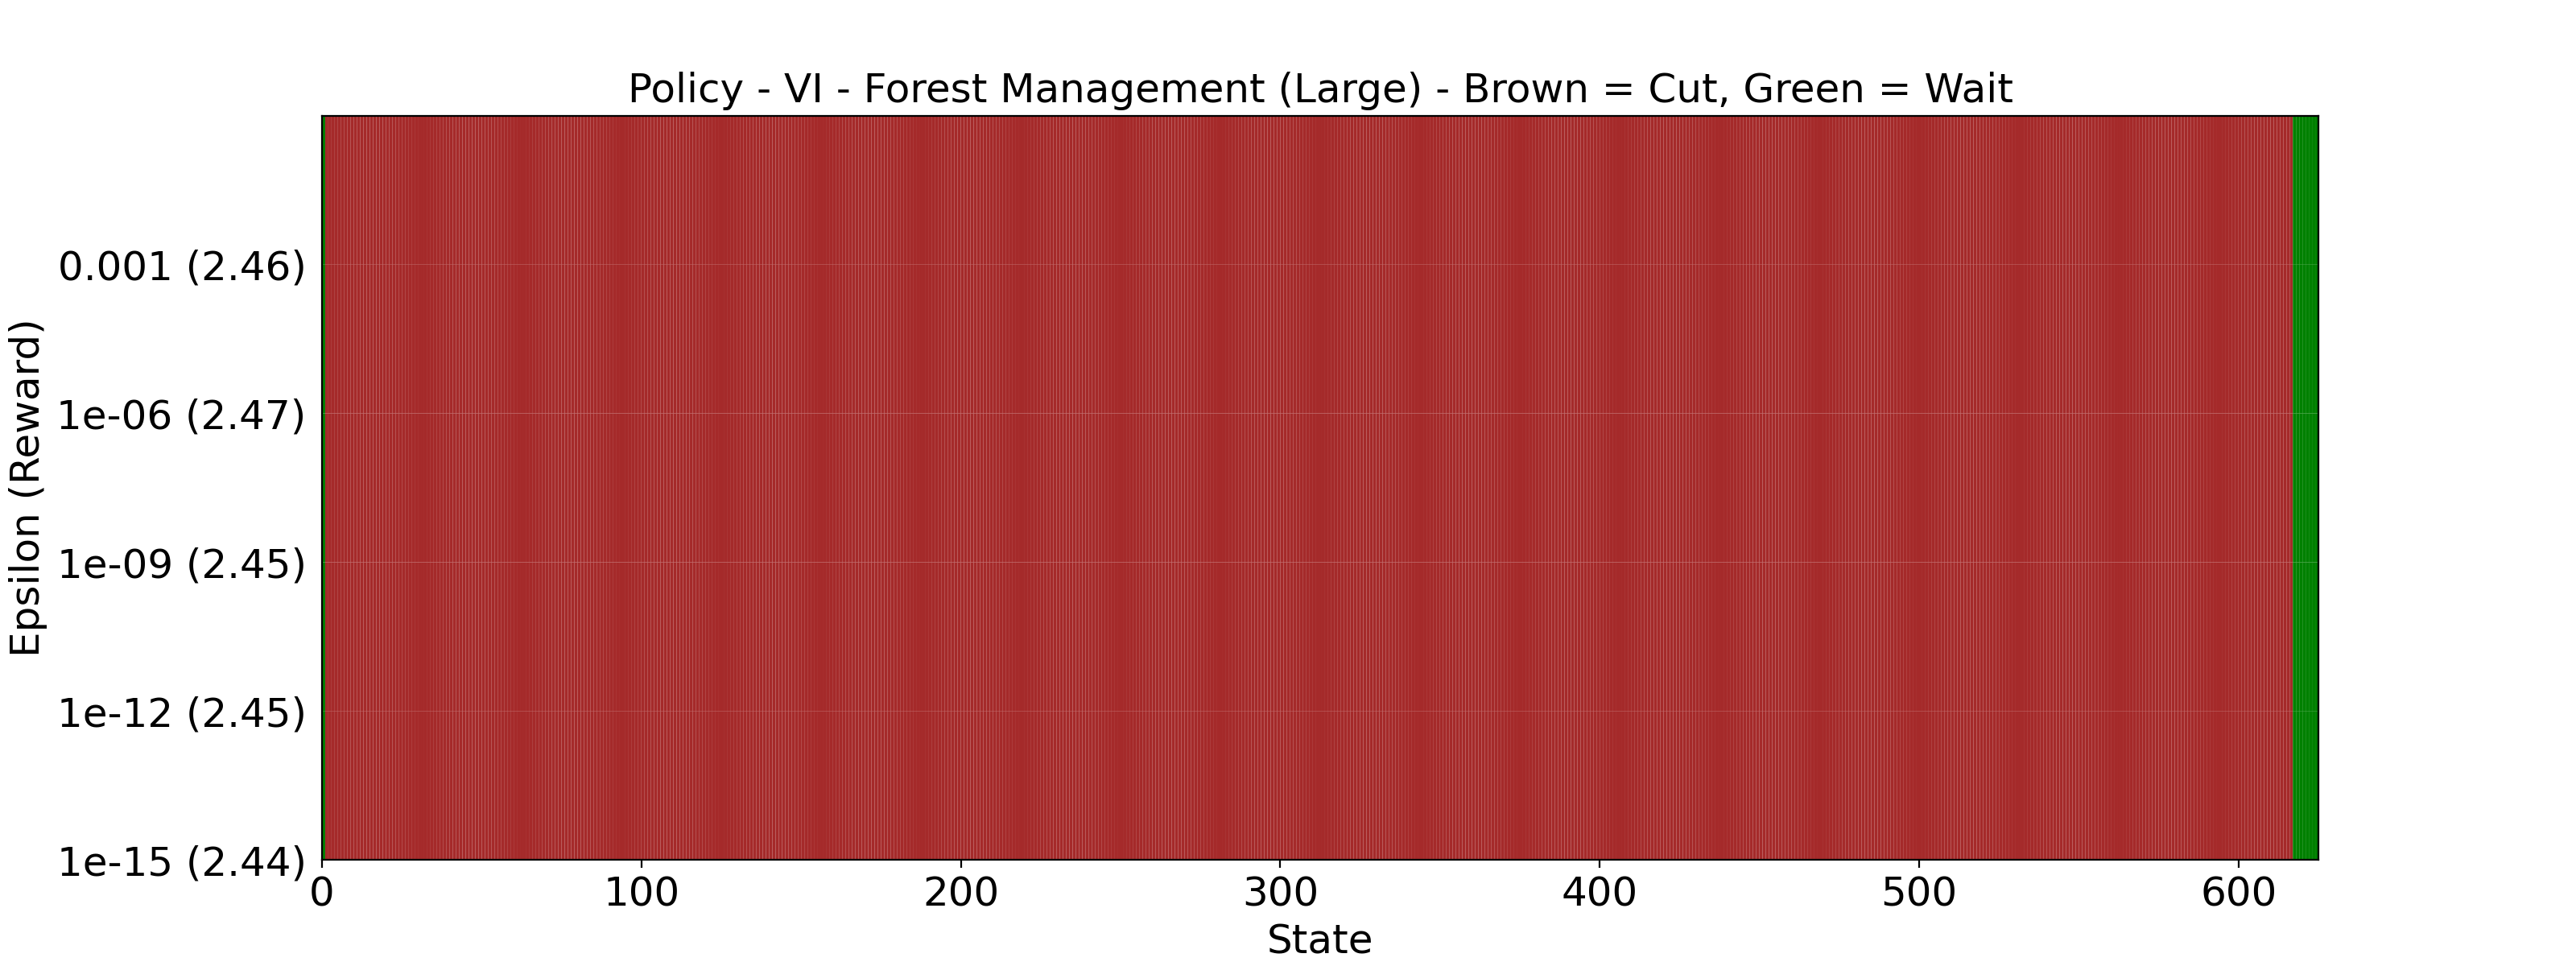 Policy - VI - Forest Management (Large) - Brown = Cut, Green = Wait
Epsilon (Reward)
0.001 (2.46)
1e-06 (2.47)
1e-09 (2.45)
1e-12 (2.45)
1e-15 (2.44)
0 100 200 300 400 500 600
State